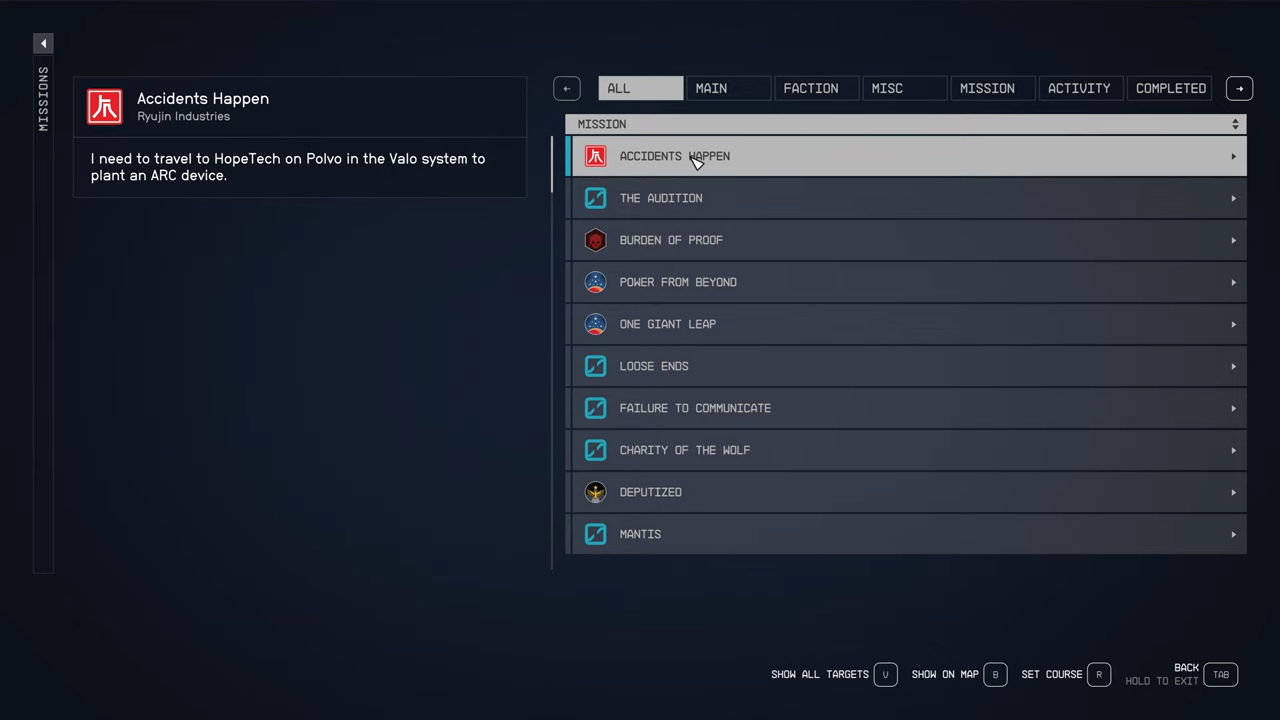 MISSIONS
Accidents Happen
Ryujin Industries
I need to travel to HopeTech on Polvo in the Valo system to
plant an ARC device.
ALL
MAIN
FACTION
MISC
MISSION
ACTIVITY
COMPLETED
MISSION
ACCIDENTS HAPPEN
THE AUDITION
BURDEN OF PROOF
POWER FROM BEYOND
ONE GIANT LEAP
LOOSE ENDS
FAILURE TO COMMUNICATE
CHARITY OF THE WOLF
DEPUTIZED
MANTIS
SHOW ALL TARGETS V
SHOW ON MAP B
SET COURSE R
BACK
HOLD TO EXIT
TAB